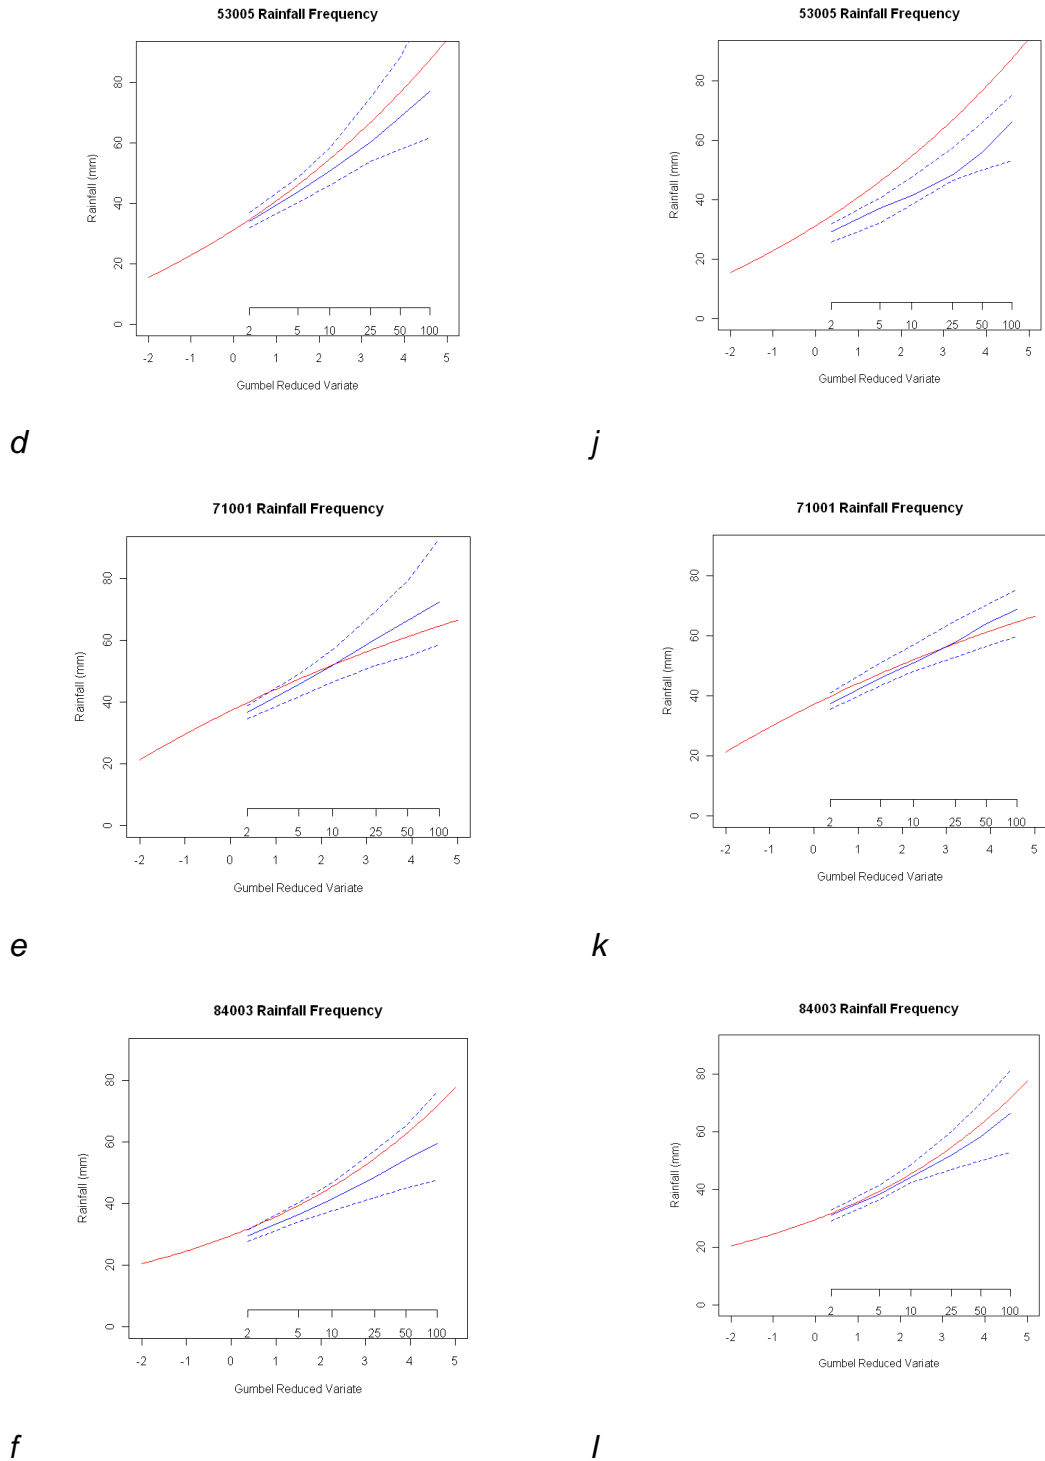 53005 Rainfall Frequency
Rainfall (mm)
80
60
40
20
0
2 5 10 25 50 100
-2 -1 0 1 2 3 4 5
Gumbel Reduced Variate
d
53005 Rainfall Frequency
Rainfall (mm)
80
60
40
20
0
2 5 10 25 50 100
-2 -1 0 1 2 3 4 5
Gumbel Reduced Variate
j
71001 Rainfall Frequency
Rainfall (mm)
80
60
40
20
0
2 5 10 25 50 100
-2 -1 0 1 2 3 4 5
Gumbel Reduced Variate
e
71001 Rainfall Frequency
Rainfall (mm)
80
60
40
20
0
2 5 10 25 50 100
-2 -1 0 1 2 3 4 5
Gumbel Reduced Variate
k
84003 Rainfall Frequency
Rainfall (mm)
80
60
40
20
0
2 5 10 25 50 100
-2 -1 0 1 2 3 4 5
Gumbel Reduced Variate
f
84003 Rainfall Frequency
Rainfall (mm)
80
60
40
20
0
2 5 10 25 50 100
-2 -1 0 1 2 3 4 5
Gumbel Reduced Variate
l